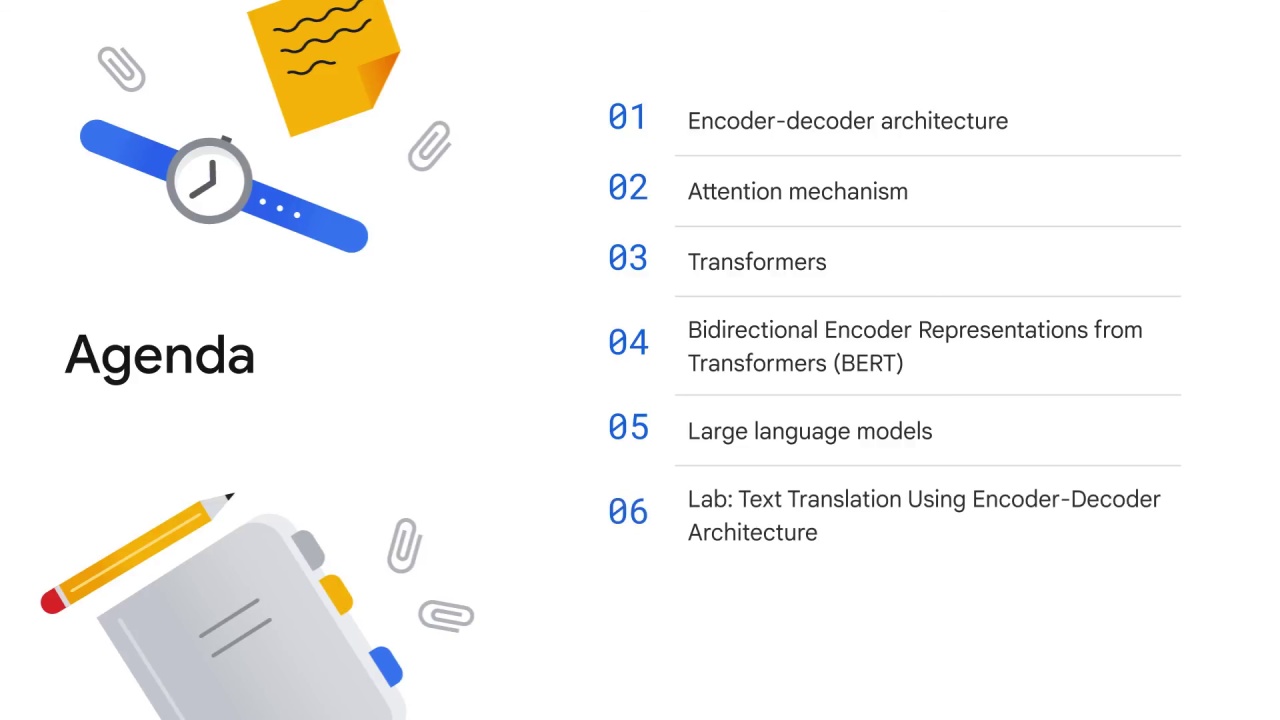 Agenda
01 Encoder-decoder architecture
02 Attention mechanism
03 Transformers
04 Bidirectional Encoder Representations from
Transformers (BERT)
05 Large language models
06 Lab: Text Translation Using Encoder-Decoder
Architecture